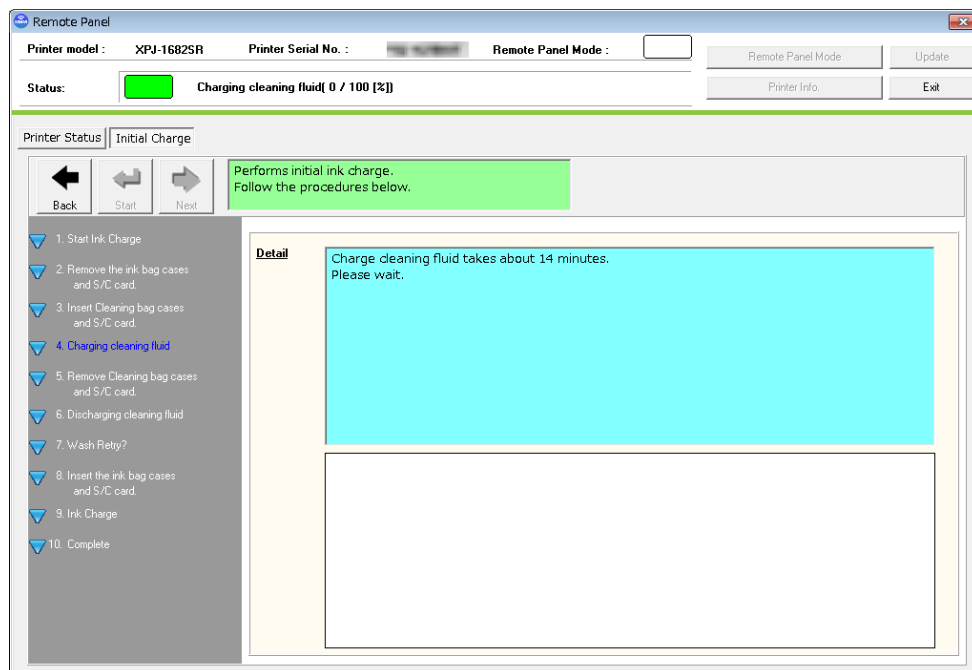 Remote Panel
Printer model : XPJ-1682SR Printer Serial No. : Remote Panel Mode :
Remote Panel Mode Update
Status: Charging cleaning fluid( 0 / 100 [%])
Printer Info. Exit
Printer Status Initial Charge
Back Start Next
Performs initial ink charge.
Follow the procedures below.
1. Start Ink Charge
2. Remove the ink bag cases
and S/C card.
3. Insert Cleaning bag cases
and S/C card.
4. Charging cleaning fluid
5. Remove Cleaning bag cases
and S/C card.
6. Discharging cleaning fluid
7. Wash Retry?
8. Insert the ink bag cases
and S/C card.
9. Ink Charge
10. Complete
Detail
Charge cleaning fluid takes about 14 minutes.
Please wait.